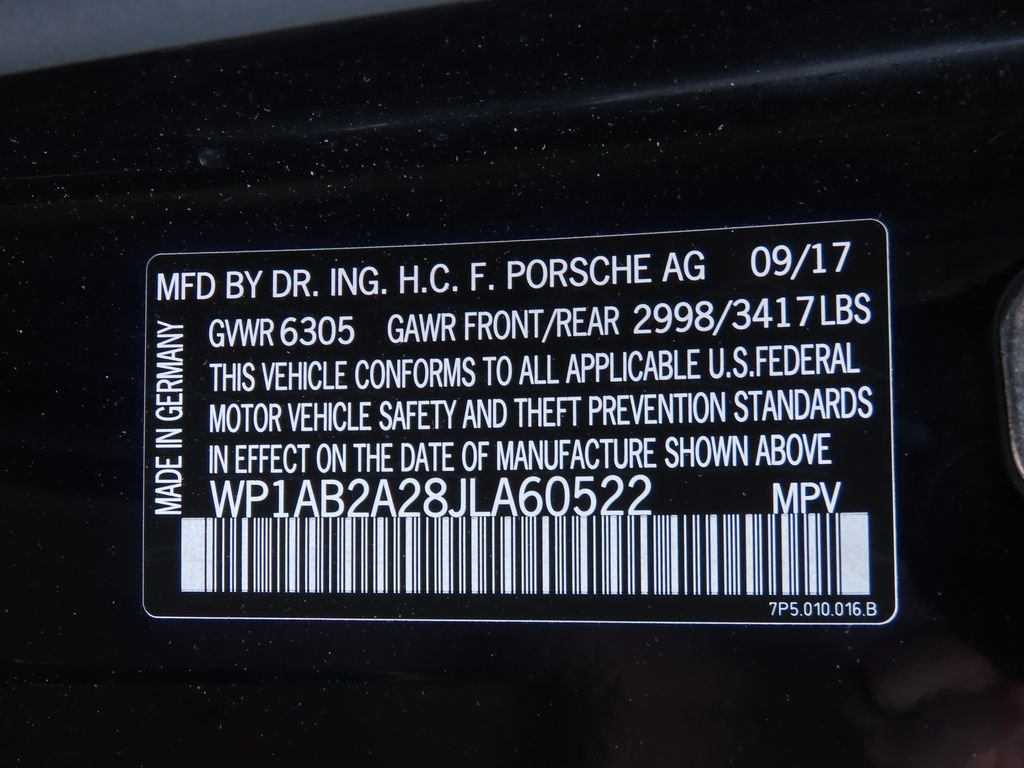 MFD BY DR. ING. H.C. F. PORSCHE AG 09/17
MADE IN GERMANY
GVWR 6305 GAWR FRONT/REAR 2998/3417 LBS
THIS VEHICLE CONFORMS TO ALL APPLICABLE U.S.FEDERAL
MOTOR VEHICLE SAFETY AND THEFT PREVENTION STANDARDS
IN EFFECT ON THE DATE OF MANUFACTURE SHOWN ABOVE
WP1AB2A28JLA60522 MPV
7P5.010.016.B